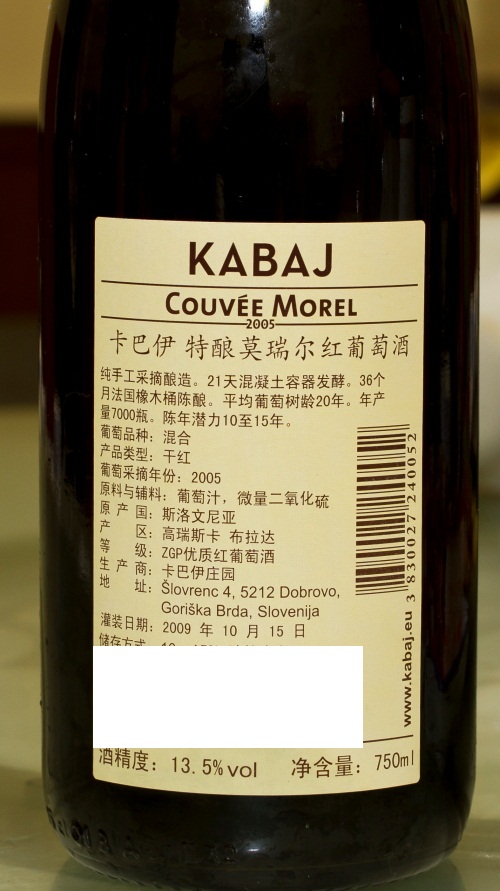 KABAJ
COUVÉE MOREL
2005
卡巴伊 特酿莫瑞尔红葡萄酒
纯手工采摘酿造。21天混凝土容器发酵。36个
月法国橡木桶陈酿。平均葡萄树龄20年。年产
量7000瓶。陈年潜力10至15年。
葡萄品种：混合
产品类型：干红
葡萄采摘年份：2005
原料与辅料：葡萄汁，微量二氧化硫
原 产 国：斯洛文尼亚
产 区：高瑞斯卡 布拉达
等 级：ZGP优质红葡萄酒
生 产 商：卡巴伊庄园
地 址：Šlovrenc 4, 5212 Dobrovo,
Goriška Brda, Slovenija
灌装日期：2009 年 10 月 15 日
储存方式：
酒精度：13.5%vol 净含量：750ml
3 830027 240052
www.kabaj.eu